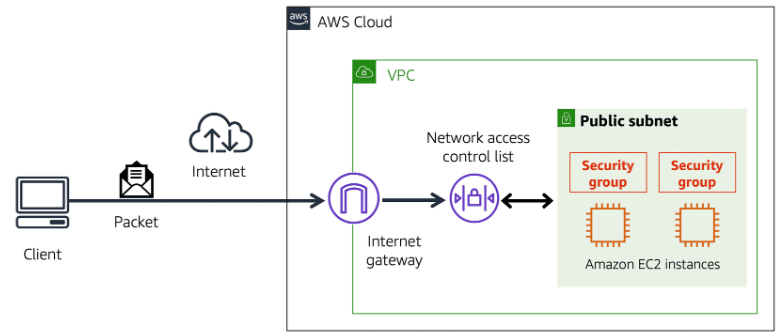 aws
AWS Cloud
VPC
Public subnet
Network access
control list
Internet
Security
group
Security
group
Packet
Client
Internet
gateway
Amazon EC2 instances